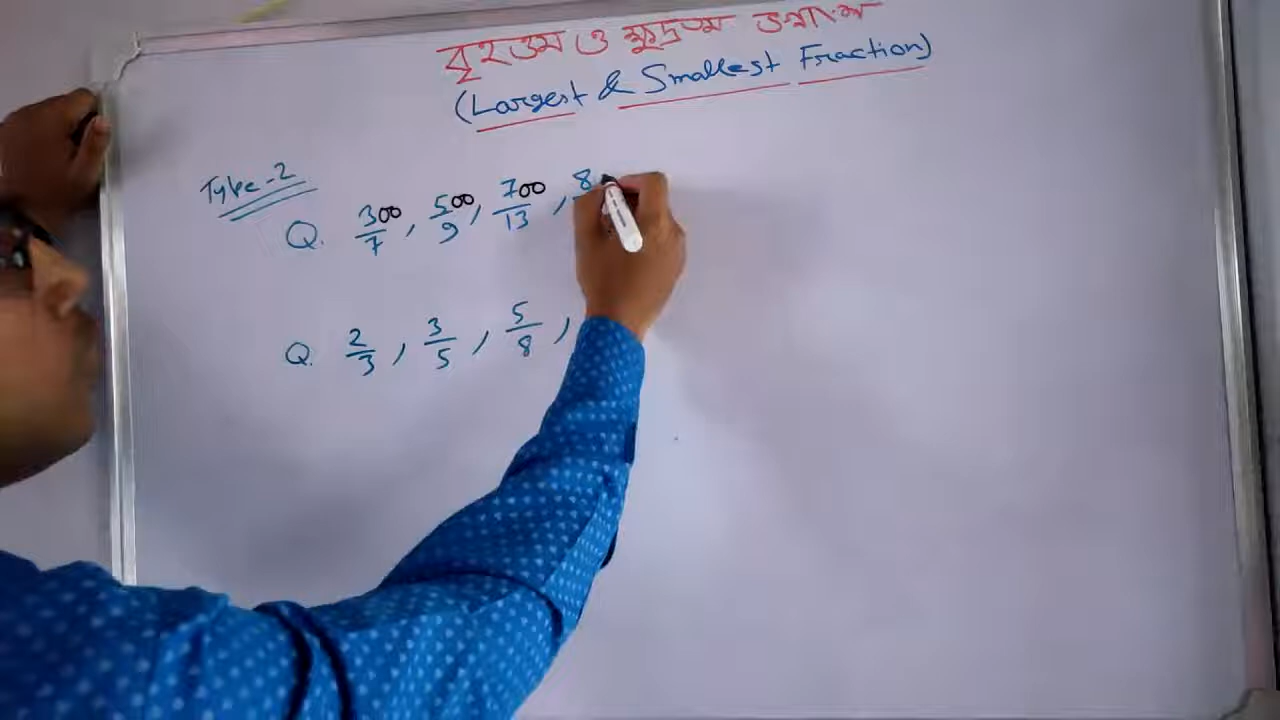 বৃহত্তম ও ক্ষুদ্রতম ভগ্নাংশ
(Largest & Smallest Fraction)
Type-2
Q. 300/7, 500/9, 700/13, 8
Q. 2/3, 3/5, 5/8,